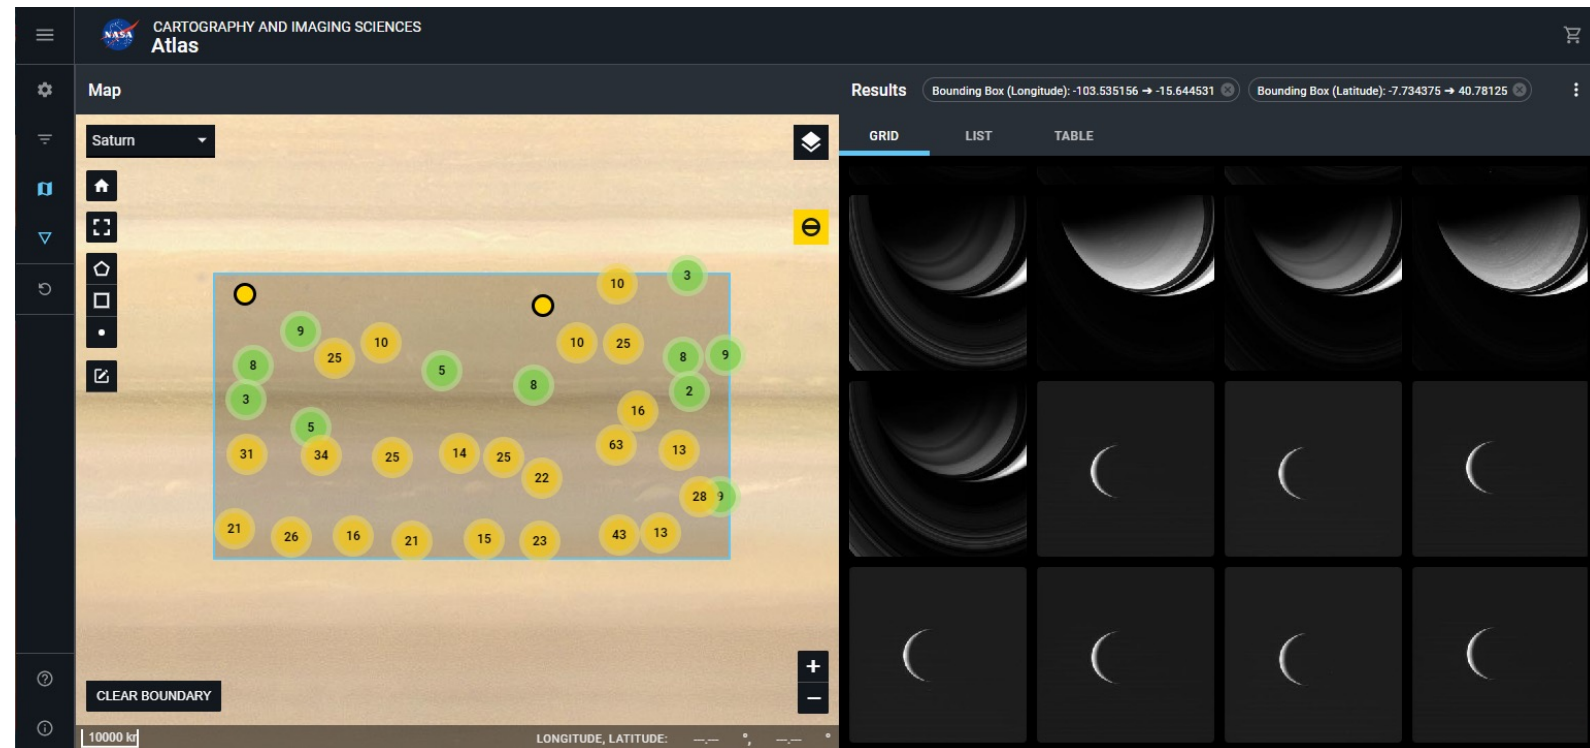 NASA
CARTOGRAPHY AND IMAGING SCIENCES
Atlas
Map
Results
Bounding Box (Longitude): -103.535156 ➔ -15.644531
Bounding Box (Latitude): -7.734375 ➔ 40.78125
Saturn
GRID LIST TABLE
10 3
9 25 10 10 25 8 9
8 5 8 2
3 16
5 63 13
31 34 25 14 25 22
28 9
21 26 16 21 15 23 43 13
CLEAR BOUNDARY
+
−
10000 k
LONGITUDE, LATITUDE: --.-- °, --.-- °